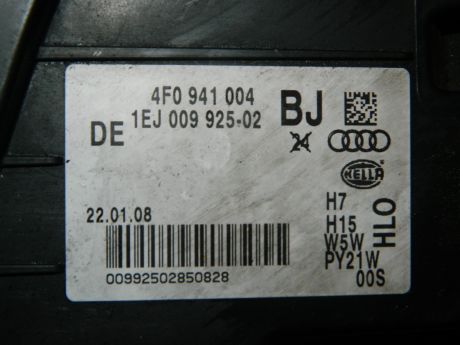 4F0 941 004
DE 1EJ 009 925-02
BJ
24
HELLA
H7
H15
W5W
PY21W
00S
HLO
22.01.08
00992502850828